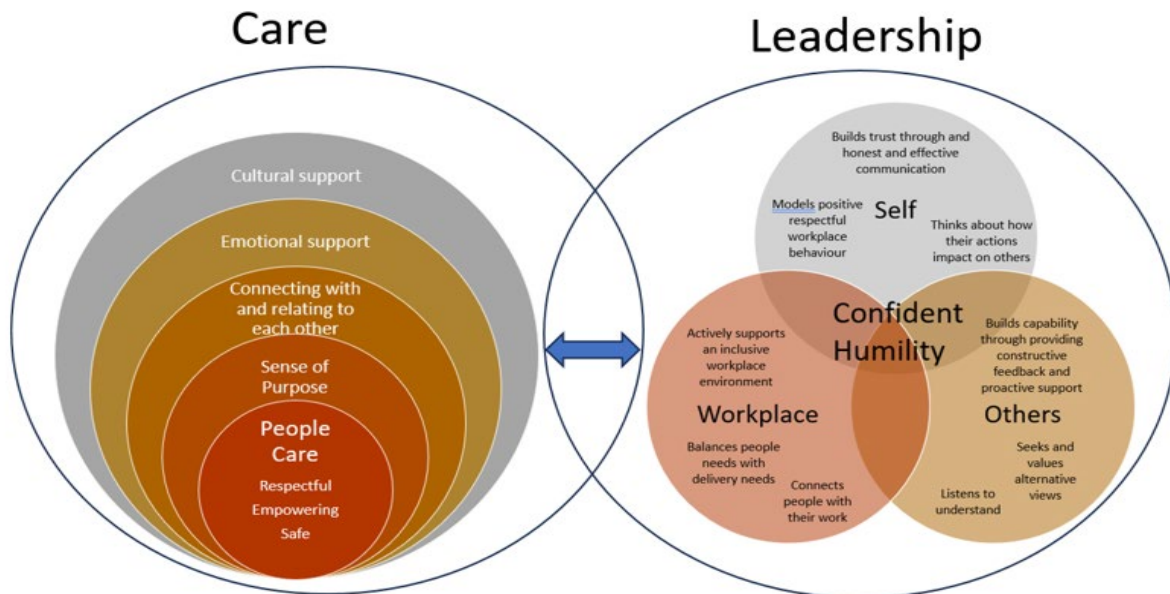 Care
Leadership
Cultural support
Emotional support
Connecting with
and relating to
each other
Sense of
Purpose
People
Care
Respectful
Empowering
Safe
Builds trust through and
honest and effective
communication
Self
Models positive
respectful
workplace
behaviour
Thinks about how
their actions
impact on others
Confident
Humility
Actively supports
an inclusive
workplace
environment
Workplace
Balances people
needs with
delivery needs
Connects
people with
their work
Builds capability
through providing
constructive
feedback and
proactive support
Others
Seeks and
values
alternative
views
Listens to
understand